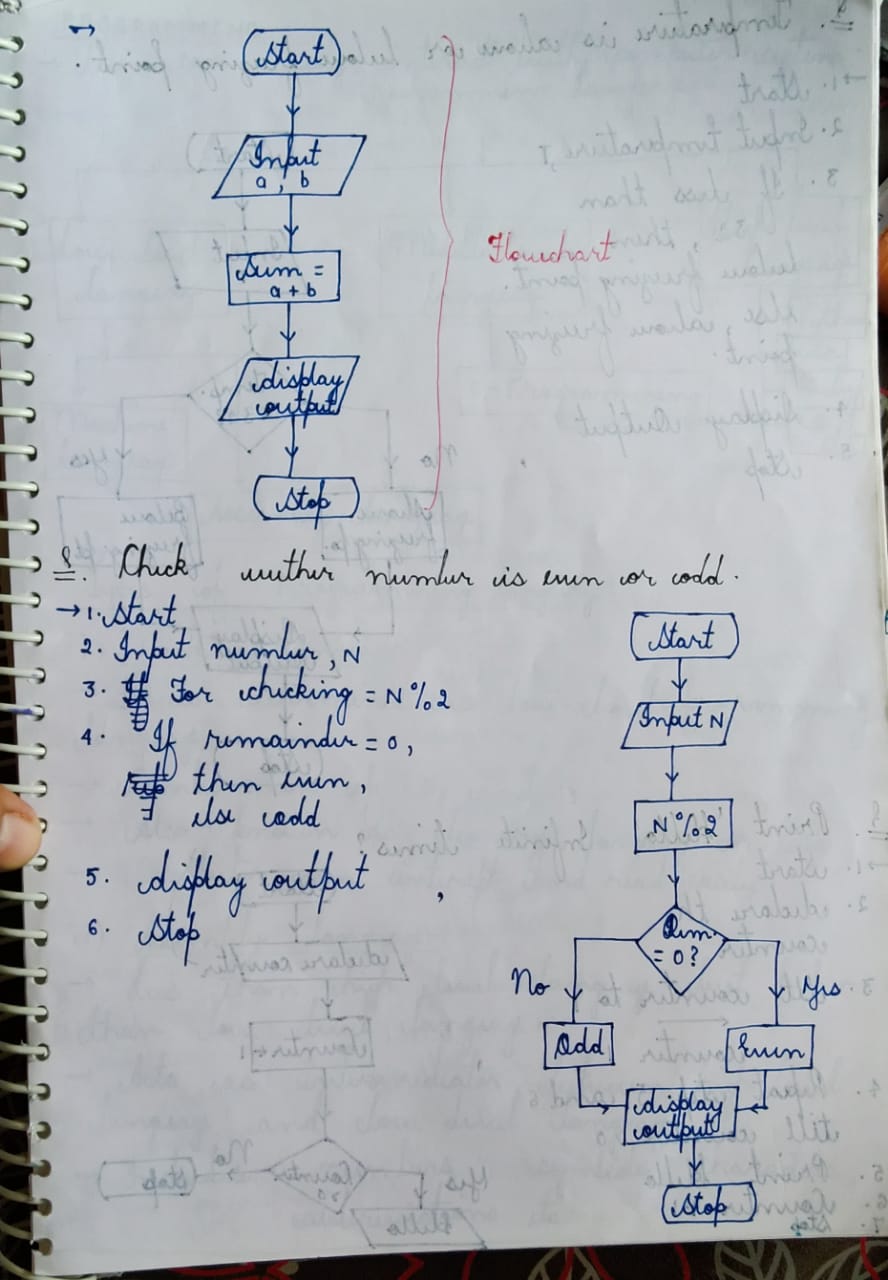 Start
Input
a, b
Sum =
a + b
display
output
Stop
Flowchart
Q. Check wether number is even or odd.
→ 1. Start
2. Input number, N
3. For checking = N%2
4. If remainder = 0,
then even,
else odd
5. display output,
6. Stop
Start
Input N
N%2
Rem.
= 0?
No
Yes
Odd
Even
display
output
Stop